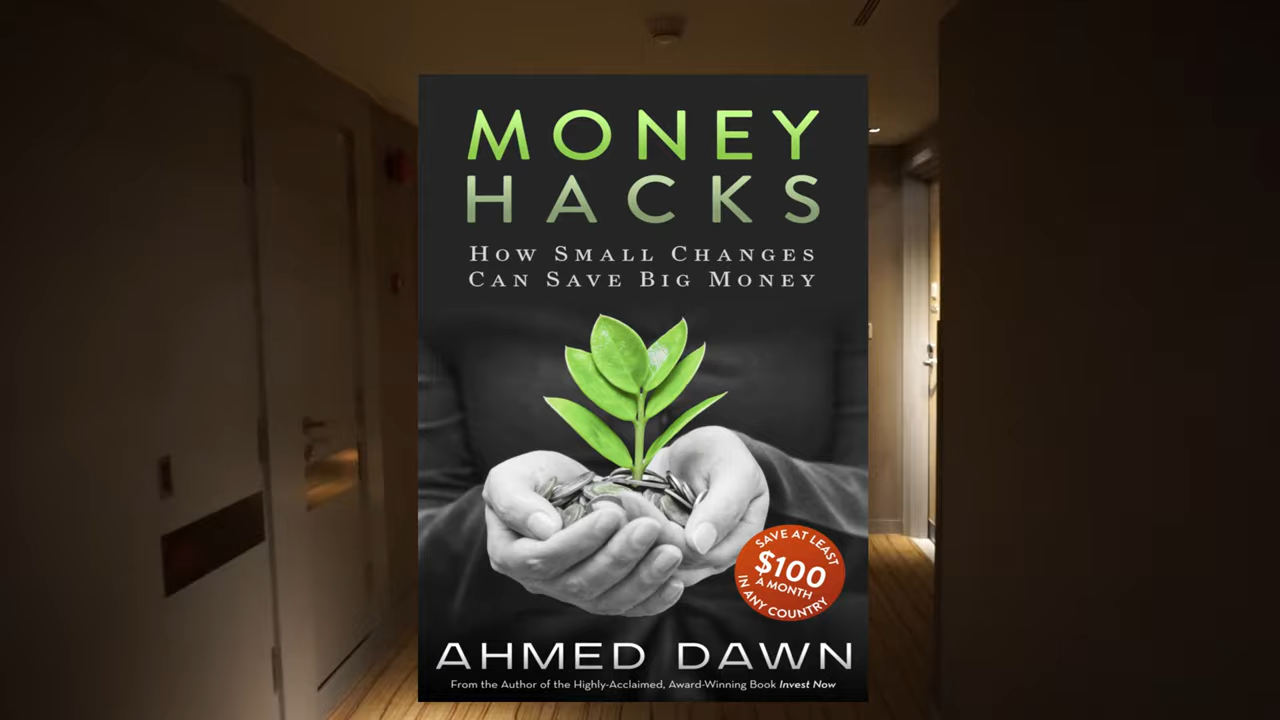 MONEY
HACKS
HOW SMALL CHANGES
CAN SAVE BIG MONEY
SAVE AT LEAST
$100
A MONTH
IN ANY COUNTRY
AHMED DAWN
From the Author of the Highly-Acclaimed, Award-Winning Book Invest Now